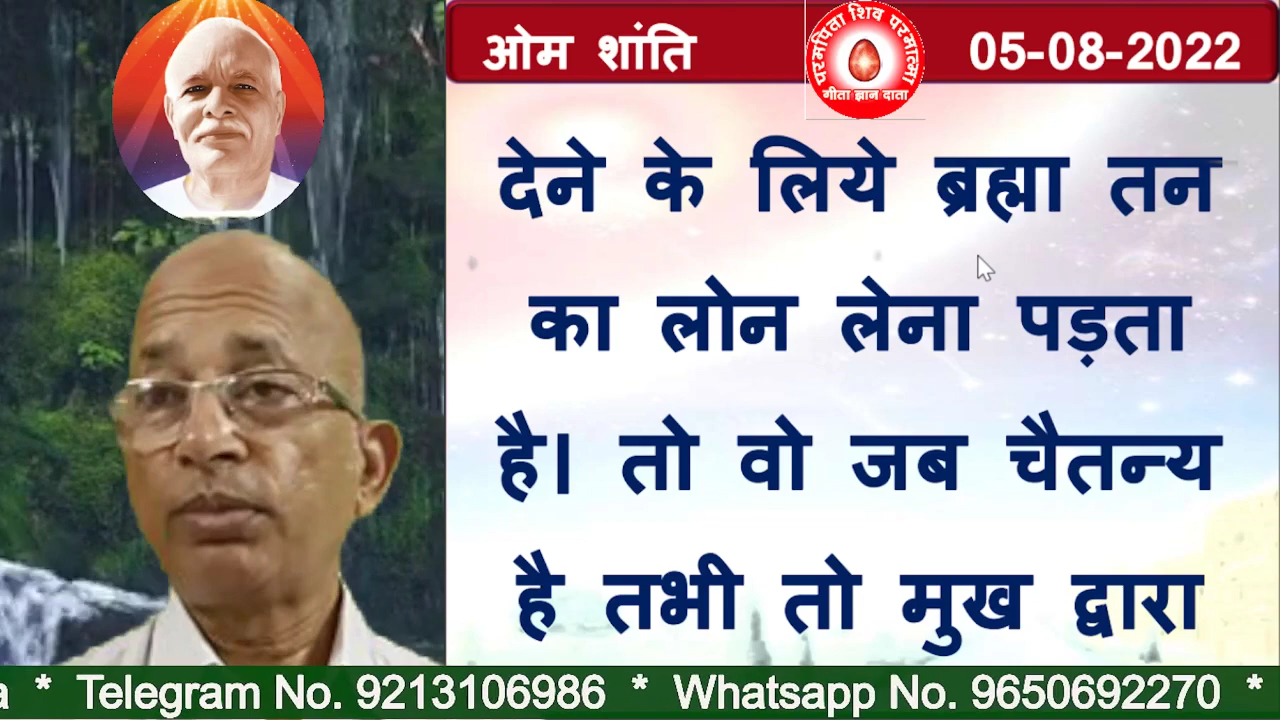 ओम शांति
परमपिता शिव परमात्मा
गीता ज्ञान दाता
05-08-2022
देने के लिये ब्रह्मा तन
का लोन लेना पड़ता
है। तो वो जब चैतन्य
है तभी तो मुख द्वारा
a * Telegram No. 9213106986 * Whatsapp No. 9650692270 *